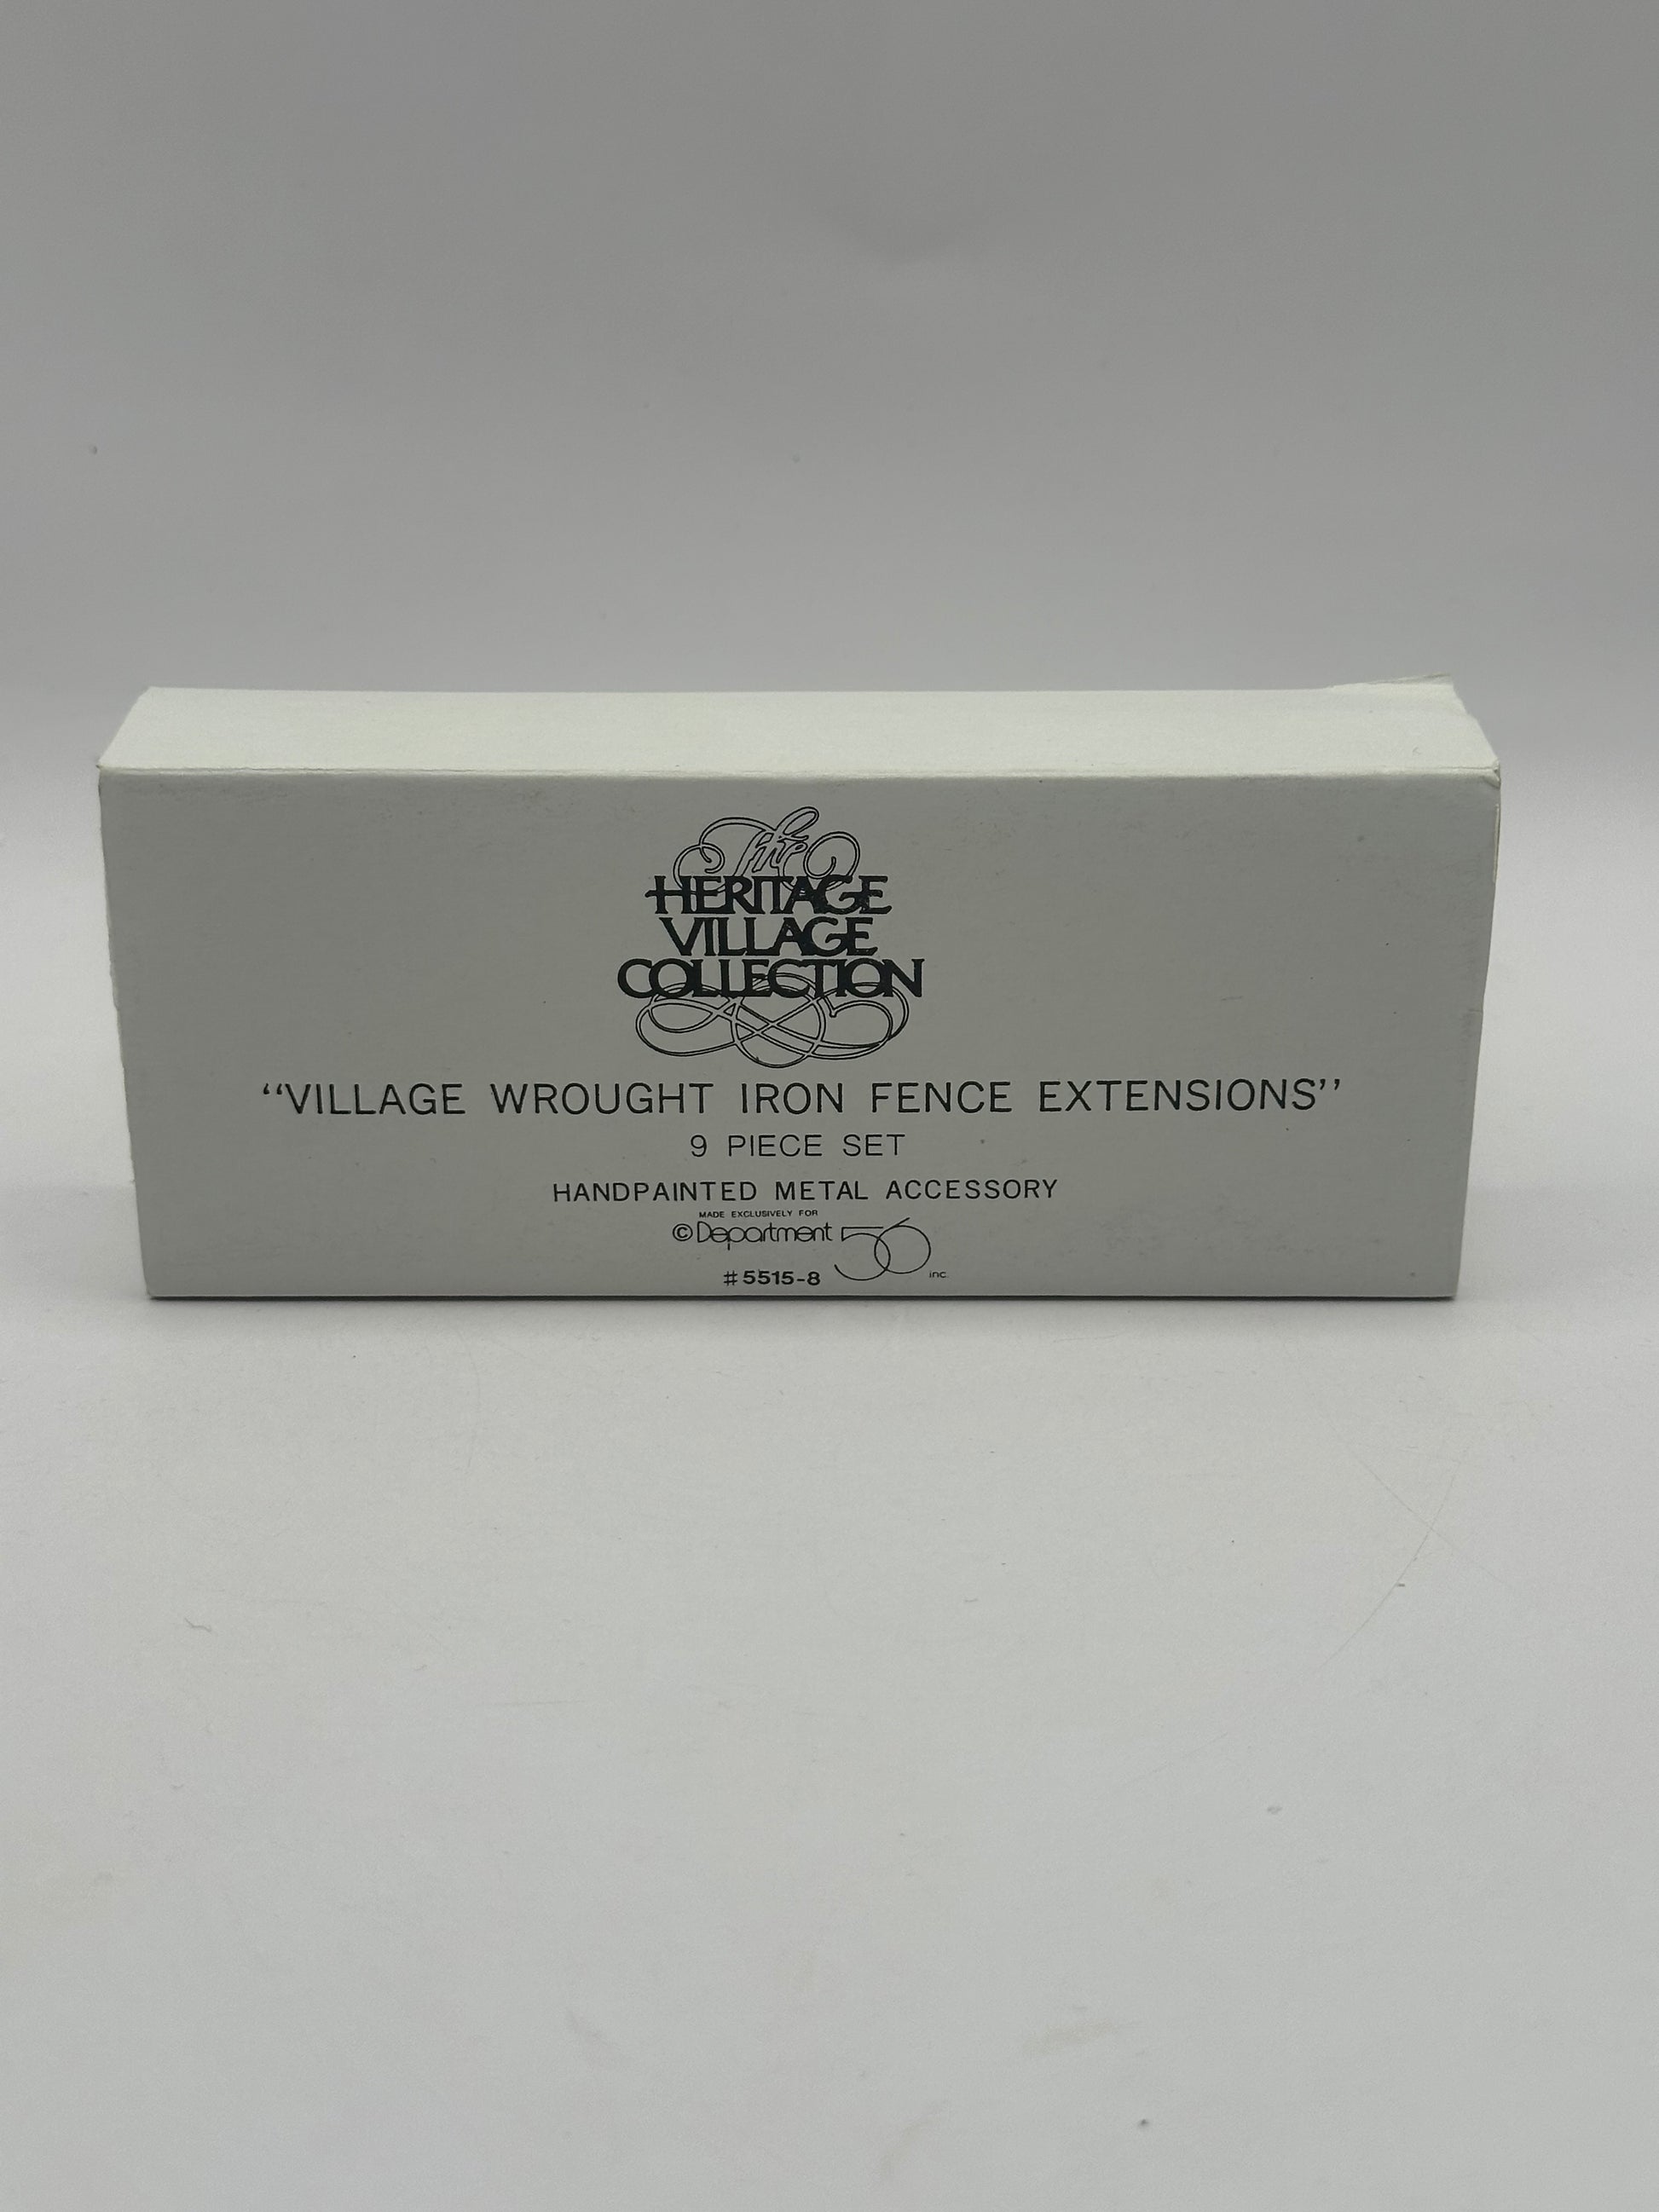 The
HERITAGE
VILLAGE
COLLECTION
“VILLAGE WROUGHT IRON FENCE EXTENSIONS”
9 PIECE SET
HANDPAINTED METAL ACCESSORY
MADE EXCLUSIVELY FOR
©Department 56 inc.
#5515-8